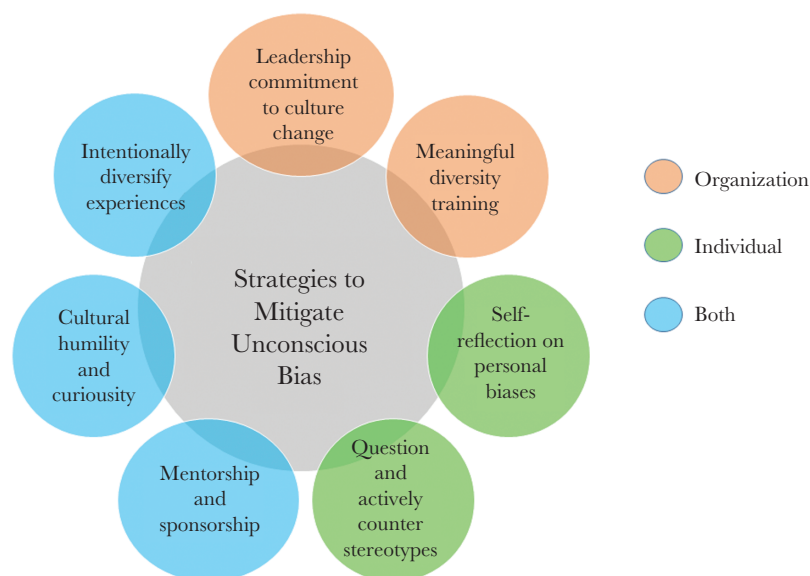 Leadership
commitment
to culture
change
Meaningful
diversity
training
Self-
reflection on
personal
biases
Question
and
actively
counter
stereotypes
Mentorship
and
sponsorship
Cultural
humility
and
curiousity
Intentionally
diversify
experiences
Strategies to
Mitigate
Unconscious
Bias
Organization
Individual
Both